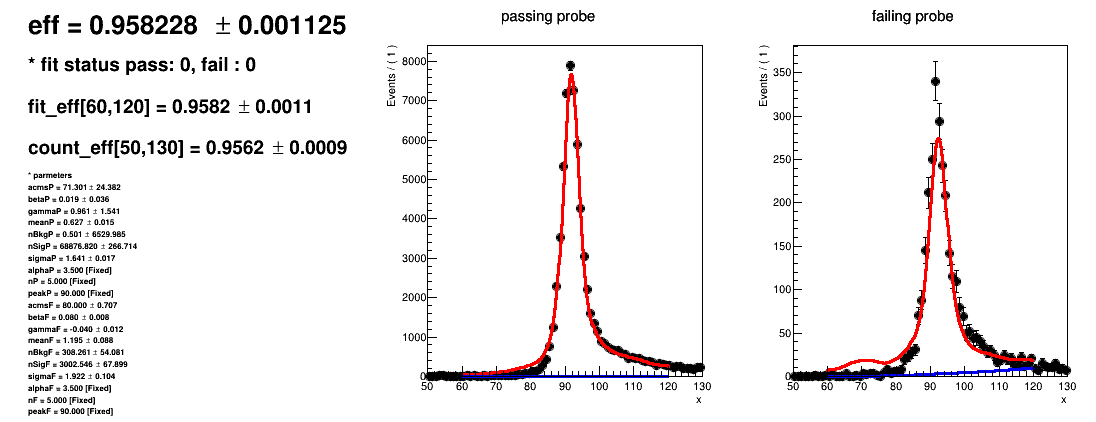 eff = 0.958228 ± 0.001125
* fit status pass: 0, fail : 0
fit_eff[60,120] = 0.9582 ± 0.0011
count_eff[50,130] = 0.9562 ± 0.0009
* parmeters
acmsP = 71.301 ± 24.382
betaP = 0.019 ± 0.036
gammaP = 0.961 ± 1.541
meanP = 0.627 ± 0.015
nBkgP = 0.501 ± 6529.985
nSigP = 68876.820 ± 266.714
sigmaP = 1.641 ± 0.017
alphaP = 3.500 [Fixed]
nP = 5.000 [Fixed]
peakP = 90.000 [Fixed]
acmsF = 80.000 ± 0.707
betaF = 0.080 ± 0.008
gammaF = -0.040 ± 0.012
meanF = 1.195 ± 0.088
nBkgF = 308.261 ± 54.081
nSigF = 3002.546 ± 67.899
sigmaF = 1.922 ± 0.104
alphaF = 3.500 [Fixed]
nF = 5.000 [Fixed]
peakF = 90.000 [Fixed]
passing probe
Events / ( 1 )
8000
7000
6000
5000
4000
3000
2000
1000
0
50 60 70 80 90 100 110 120 130
x
failing probe
Events / ( 1 )
350
300
250
200
150
100
50
0
50 60 70 80 90 100 110 120 130
x